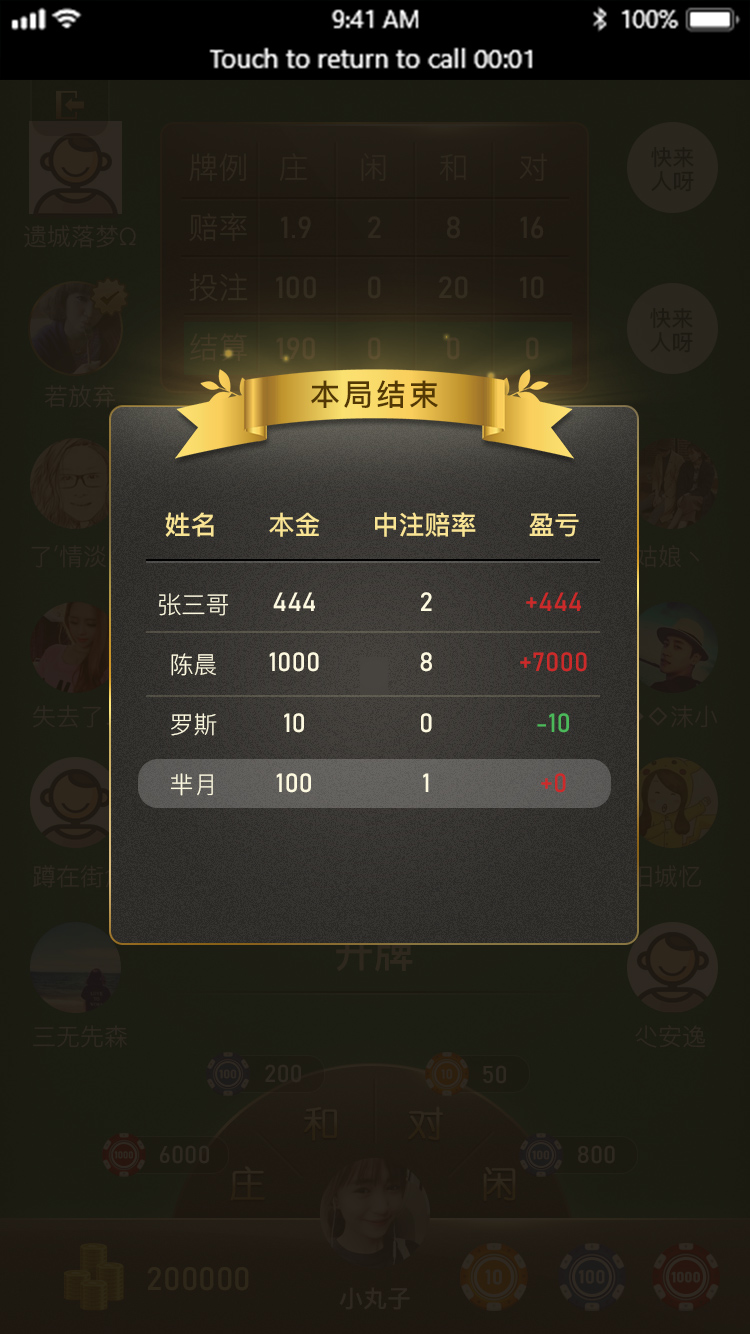 9:41 AM
100%
Touch to return to call 00:01
牌例 庄 闲 和 对
快来
人呀
赔率 1.9 2 8 16
遗城落梦Ω
投注 100 0 20 10
快来
人呀
结算 190 0 0 0
若放弃
本局结束
姓名 本金 中注赔率 盈亏
了'情淡
姑娘丶
张三哥 444 2 +444
陈晨 1000 8 +7000
失去了
◇沫小
罗斯 10 0 -10
芈月 100 1 +0
蹲在街
旧城忆
开牌
三无先森
尐安逸
100 200
10 50
和 对
1000 6000
100 800
庄 闲
200000
小丸子
10 100 1000